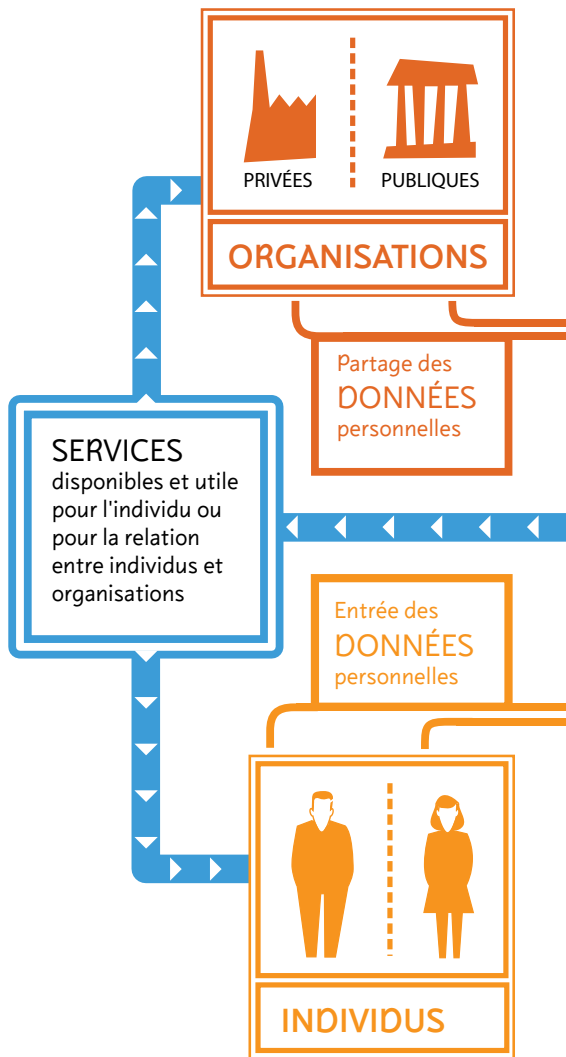 PRIVÉES
PUBLIQUES
ORGANISATIONS
Partage des
DONNÉES
personnelles
SERVICES
disponibles et utile
pour l'individu ou
pour la relation
entre individus et
organisations
Entrée des
DONNÉES
personnelles
INDIVIDUS